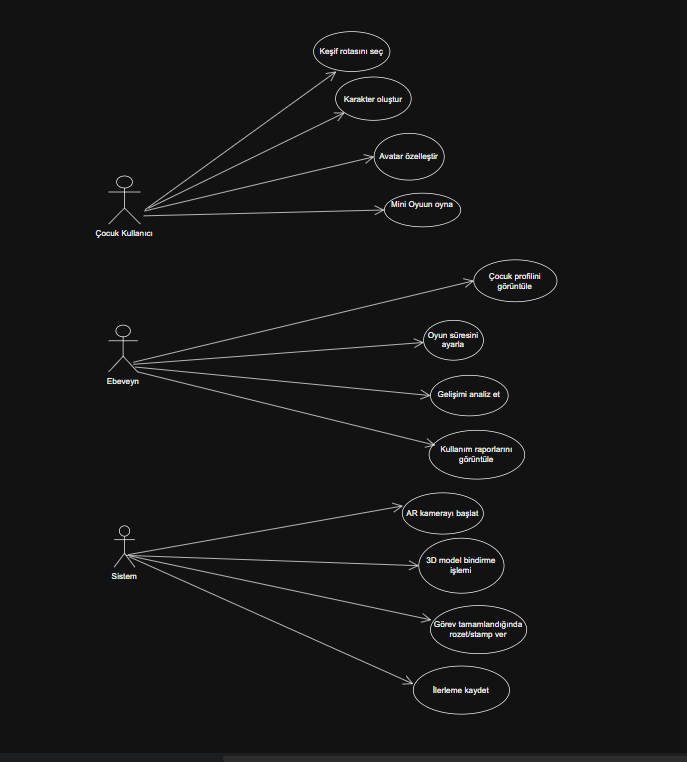 Keşif rotasını seç
Karakter oluştur
Avatar özelleştir
Mini Oyuun oyna
Çocuk Kullanıcı
Çocuk profilini
görüntüle
Oyun süresini
ayarla
Gelişimi analiz et
Kullanım raporlarını
görüntüle
Ebeveyn
AR kamerayı başlat
3D model bindirme
işlemi
Görev tamamlandığında
rozet/stamp ver
İlerleme kaydet
Sistem